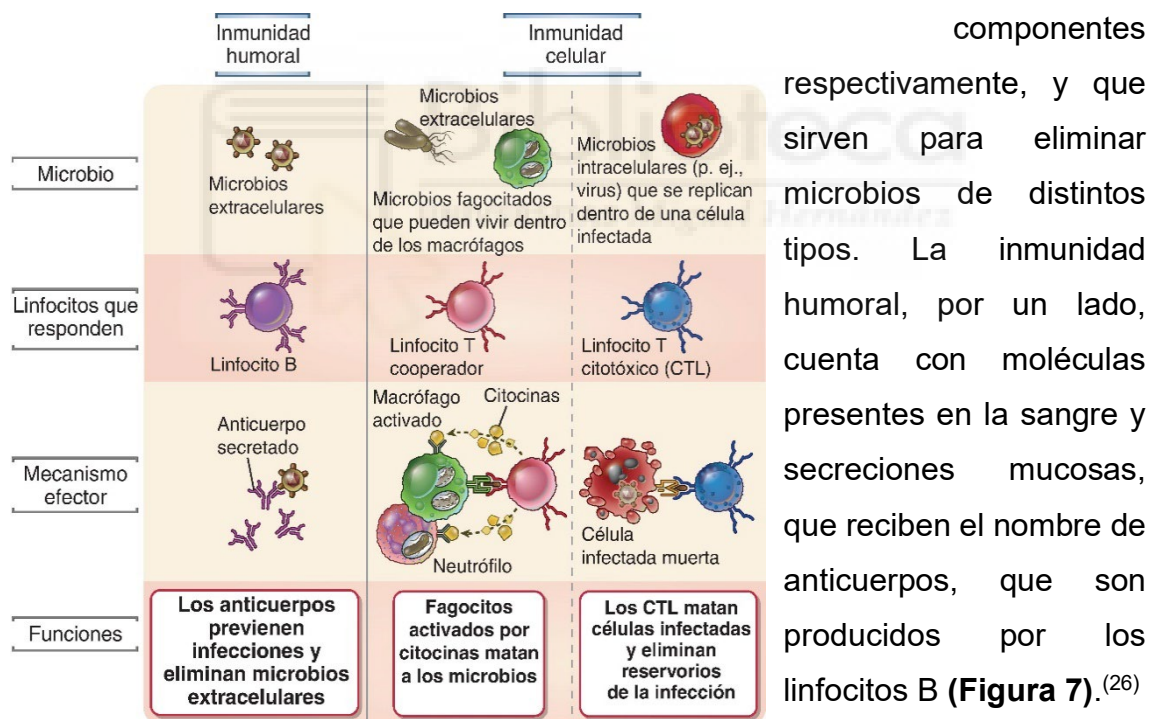 Inmunidad
humoral
Inmunidad
celular
Microbio
Microbios
extracelulares
Microbios
extracelulares
Microbios fagocitados
que pueden vivir dentro
de los macrófagos
Microbios
intracelulares (p. ej.,
virus) que se replican
dentro de una célula
infectada
Linfocitos que
responden
Linfocito B
Linfocito T
cooperador
Linfocito T
citotóxico (CTL)
Mecanismo
efector
Anticuerpo
secretado
Macrófago
activado
Citocinas
Neutrófilo
Célula
infectada muerta
Funciones
Los anticuerpos
previenen
infecciones y
eliminan microbios
extracelulares
Fagocitos
activados por
citocinas matan
a los microbios
Los CTL matan
células infectadas
y eliminan
reservorios
de la infección
componentes
respectivamente, y que
sirven para eliminar
microbios de distintos
tipos. La inmunidad
humoral, por un lado,
cuenta con moléculas
presentes en la sangre y
secreciones mucosas,
que reciben el nombre de
anticuerpos, que son
producidos por los
linfocitos B (Figura 7).(26)
Biblioteca
Hernández